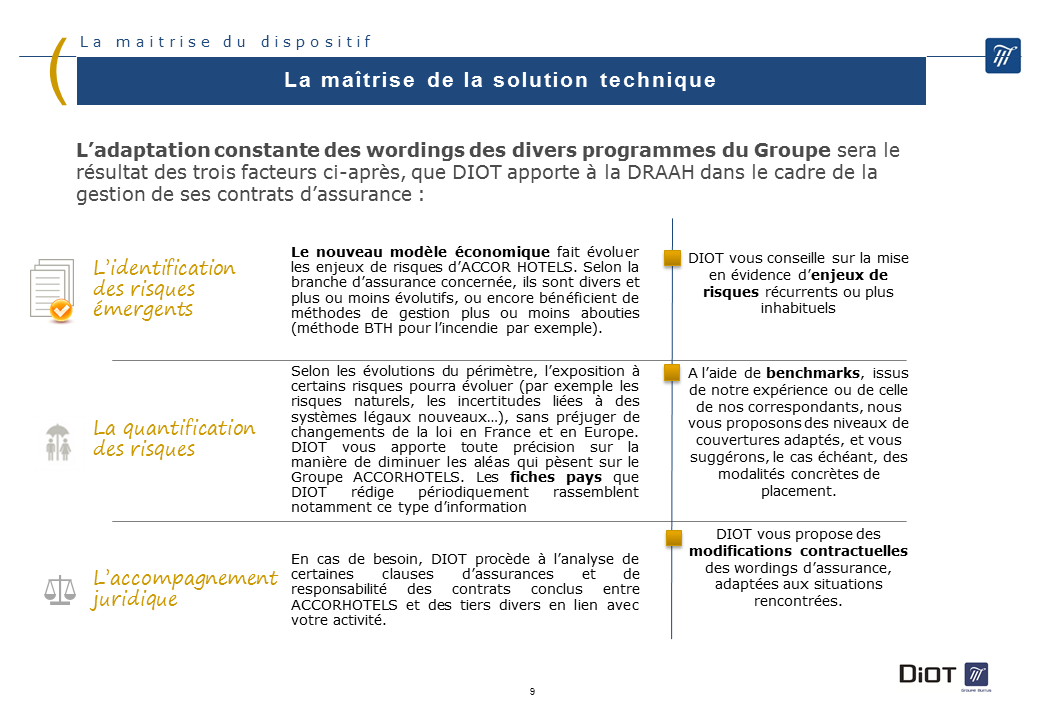 La maitrise du dispositif
La maîtrise de la solution technique
L’adaptation constante des wordings des divers programmes du Groupe sera le
résultat des trois facteurs ci-après, que DIOT apporte à la DRAAH dans le cadre de la
gestion de ses contrats d’assurance :
L’identification
des risques
émergents
Le nouveau modèle économique fait évoluer
les enjeux de risques d’ACCOR HOTELS. Selon la
branche d’assurance concernée, ils sont divers et
plus ou moins évolutifs, ou encore bénéficient de
méthodes de gestion plus ou moins abouties
(méthode BTH pour l’incendie par exemple).
DIOT vous conseille sur la mise
en évidence d’enjeux de
risques récurrents ou plus
inhabituels
La quantification
des risques
Selon les évolutions du périmètre, l’exposition à
certains risques pourra évoluer (par exemple les
risques naturels, les incertitudes liées à des
systèmes légaux nouveaux…), sans préjuger de
changements de la loi en France et en Europe.
DIOT vous apporte toute précision sur la
manière de diminuer les aléas qui pèsent sur le
Groupe ACCORHOTELS. Les fiches pays que
DIOT rédige périodiquement rassemblent
notamment ce type d’information
A l’aide de benchmarks, issus
de notre expérience ou de celle
de nos correspondants, nous
vous proposons des niveaux de
couvertures adaptés, et vous
suggérons, le cas échéant, des
modalités concrètes de
placement.
L’accompagnement
juridique
En cas de besoin, DIOT procède à l’analyse de
certaines clauses d’assurances et de
responsabilité des contrats conclus entre
ACCORHOTELS et des tiers divers en lien avec
votre activité.
DIOT vous propose des
modifications contractuelles
des wordings d’assurance,
adaptées aux situations
rencontrées.
DiOT
Groupe Burrus
9